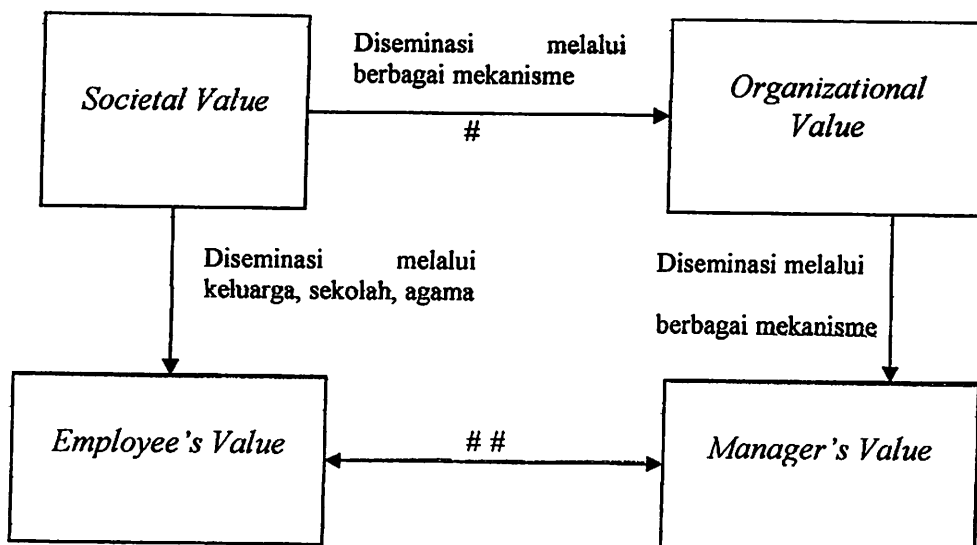 Diseminasi melalui
berbagai mekanisme
Societal Value
Organizational
Value
#
Diseminasi melalui
keluarga, sekolah, agama
Diseminasi melalui
berbagai mekanisme
Employee's Value
# #
Manager's Value